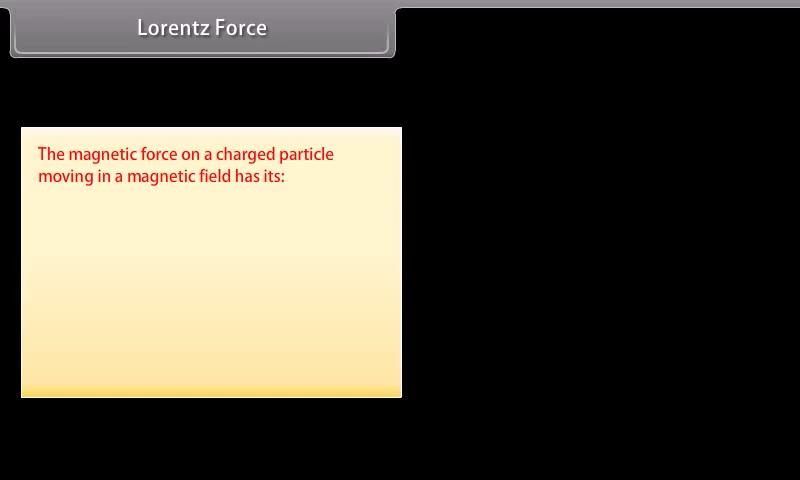 Lorentz Force
The magnetic force on a charged particle
moving in a magnetic field has its: